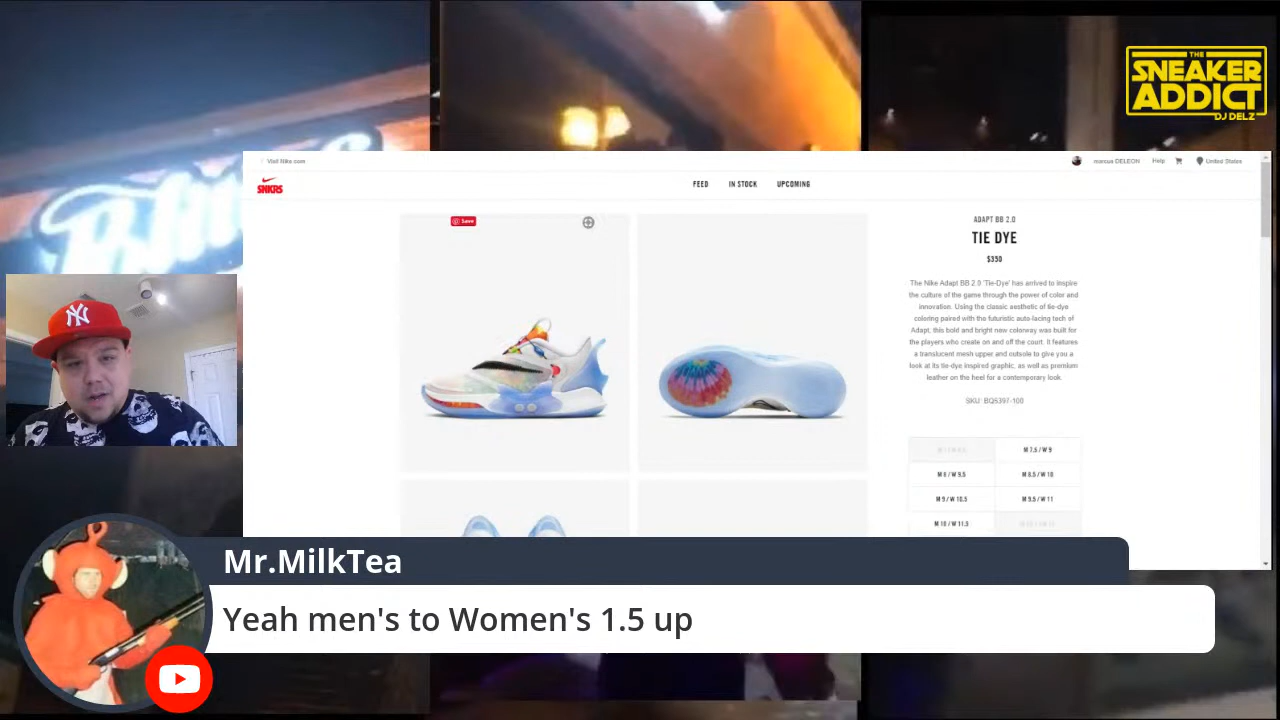 THE
SNEAKER
ADDICT
DJ DELZ
Visit Nike.com
marcus DELEON Help United States
SNKRS
FEED IN STOCK UPCOMING
Save
ADAPT BB 2.0
TIE DYE
$350
The Nike Adapt BB 2.0 'Tie-Dye' has arrived to inspire
the culture of the game through the power of color and
innovation. Using the classic aesthetic of tie-dye
coloring paired with the futuristic auto-lacing tech of
Adapt, this bold and bright new colorway was built for
the players who create on and off the court. It features
a translucent mesh upper and outsole to give you a
look at its tie-dye inspired graphic, as well as premium
leather on the heel for a contemporary look.
SKU: BQ5397-100
M 7.5 / W 9
M 8 / W 9.5 M 8.5 / W 10
M 9 / W 10.5 M 9.5 / W 11
M 10 / W 11.5
NY
Mr.MilkTea
Yeah men's to Women's 1.5 up